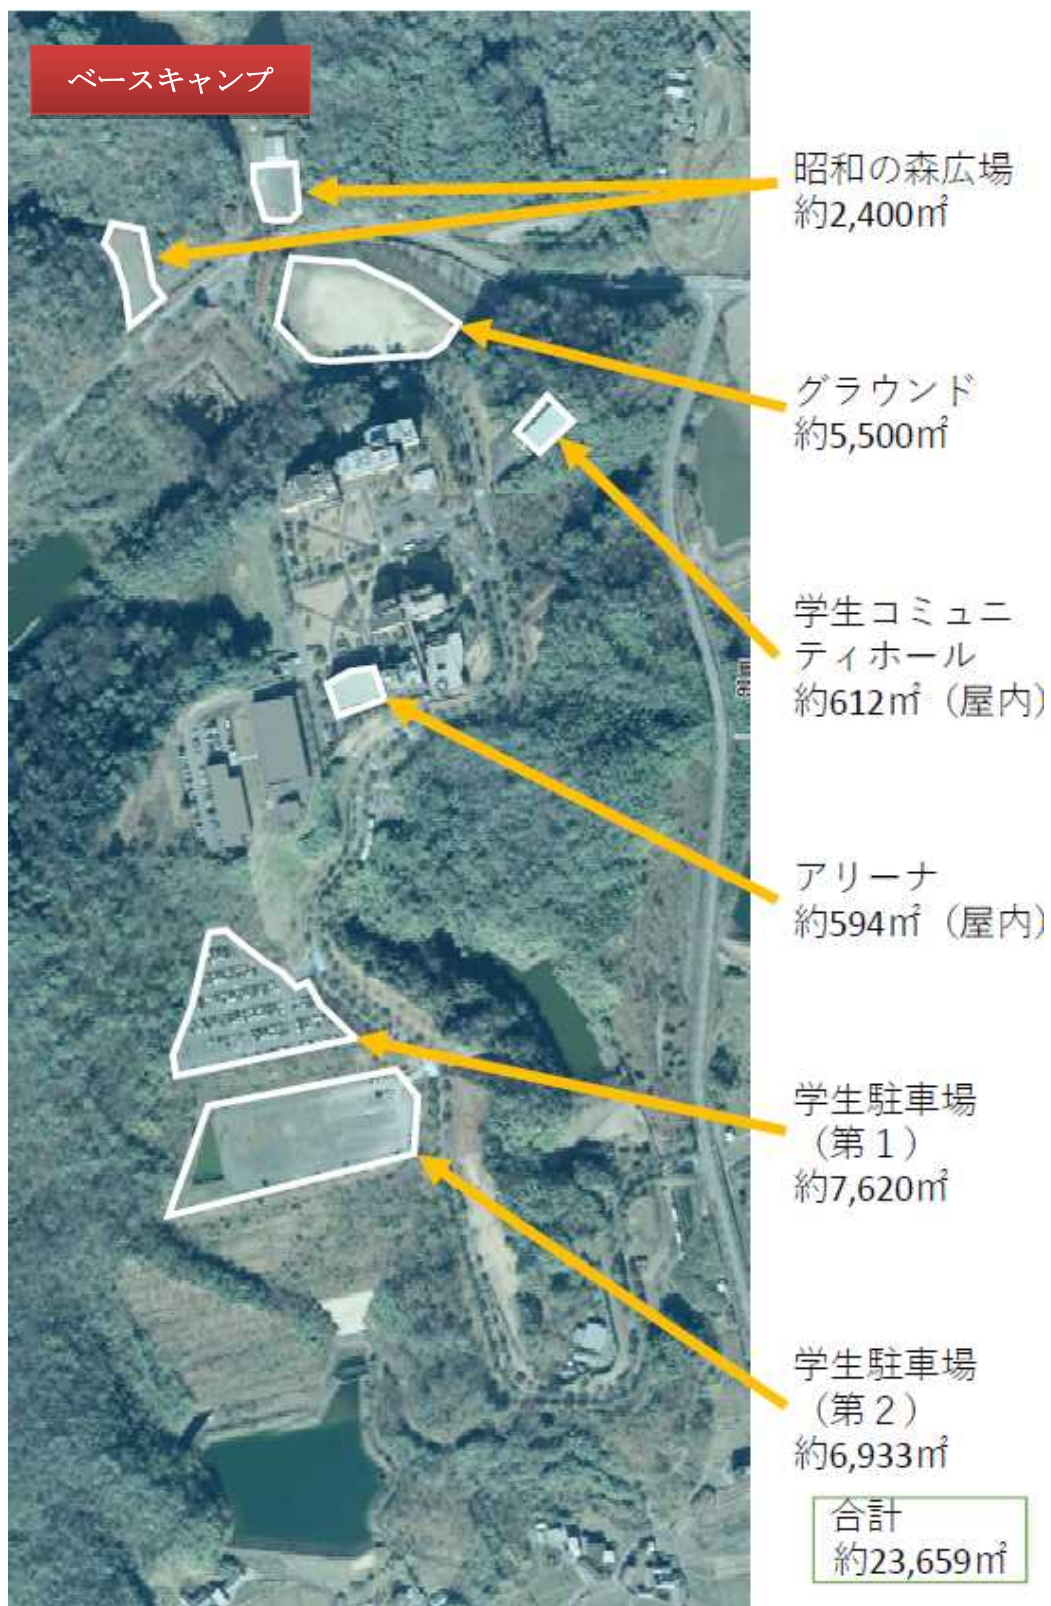 ベースキャンプ
昭和の森広場
約2,400㎡
グラウンド
約5,500㎡
学生コミュニ
ティホール
約612㎡（屋内）
アリーナ
約594㎡（屋内）
学生駐車場
（第１）
約7,620㎡
学生駐車場
（第２）
約6,933㎡
合計
約23,659㎡